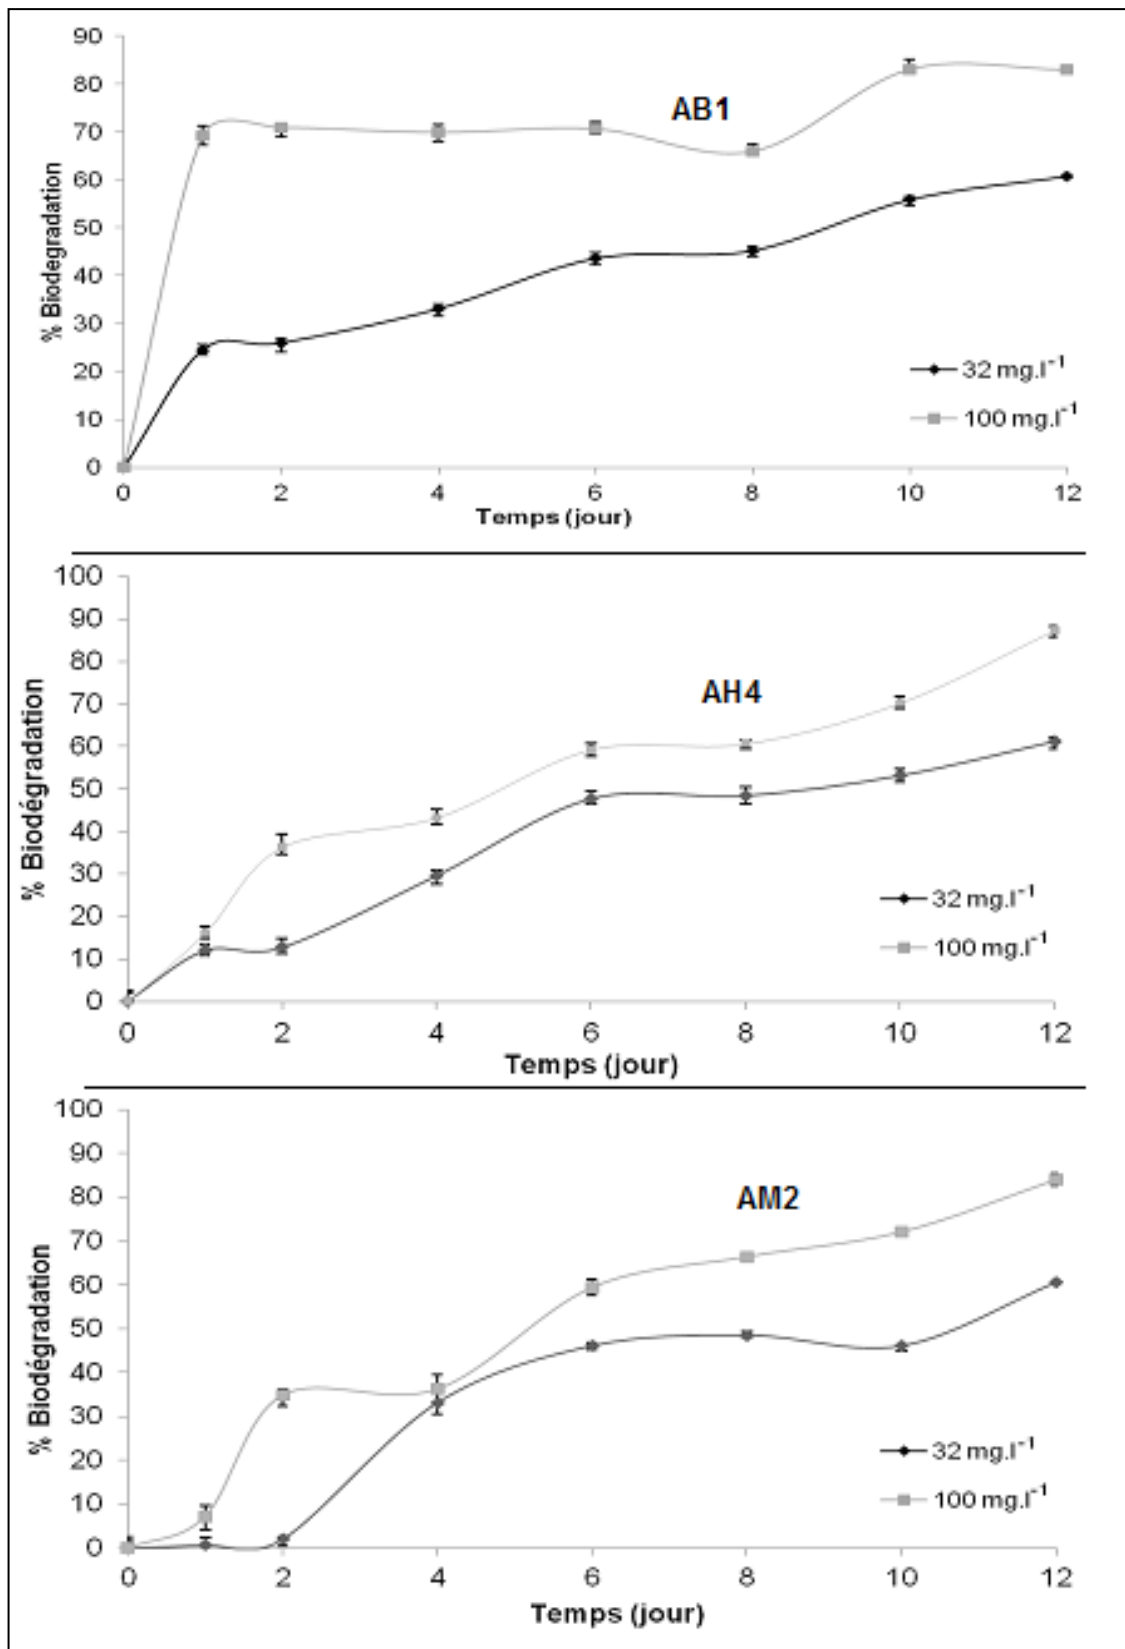 90
80
70
60
50
40
30
20
10
0
% Biodegradation
AB1
32 mg.l⁻¹
100 mg.l⁻¹
0 2 4 6 8 10 12
Temps (jour)
100
90
80
70
60
50
40
30
20
10
0
% Biodégradation
AH4
32 mg.l⁻¹
100 mg.l⁻¹
0 2 4 6 8 10 12
Temps (jour)
100
90
80
70
60
50
40
30
20
10
0
% Biodégradation
AM2
32 mg.l⁻¹
100 mg.l⁻¹
0 2 4 6 8 10 12
Temps (jour)